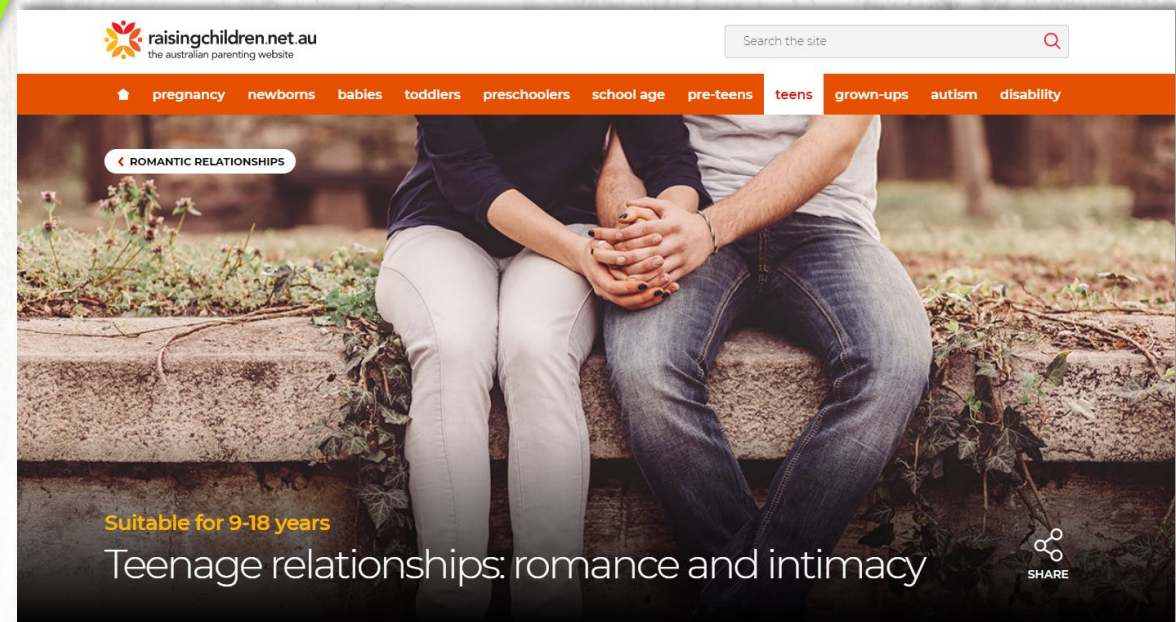 raisingchildren.net.au
the australian parenting website
Search the site
pregnancy newborns babies toddlers preschoolers school age pre-teens teens grown-ups autism disability
ROMANTIC RELATIONSHIPS
Suitable for 9-18 years
Teenage relationships: romance and intimacy
SHARE